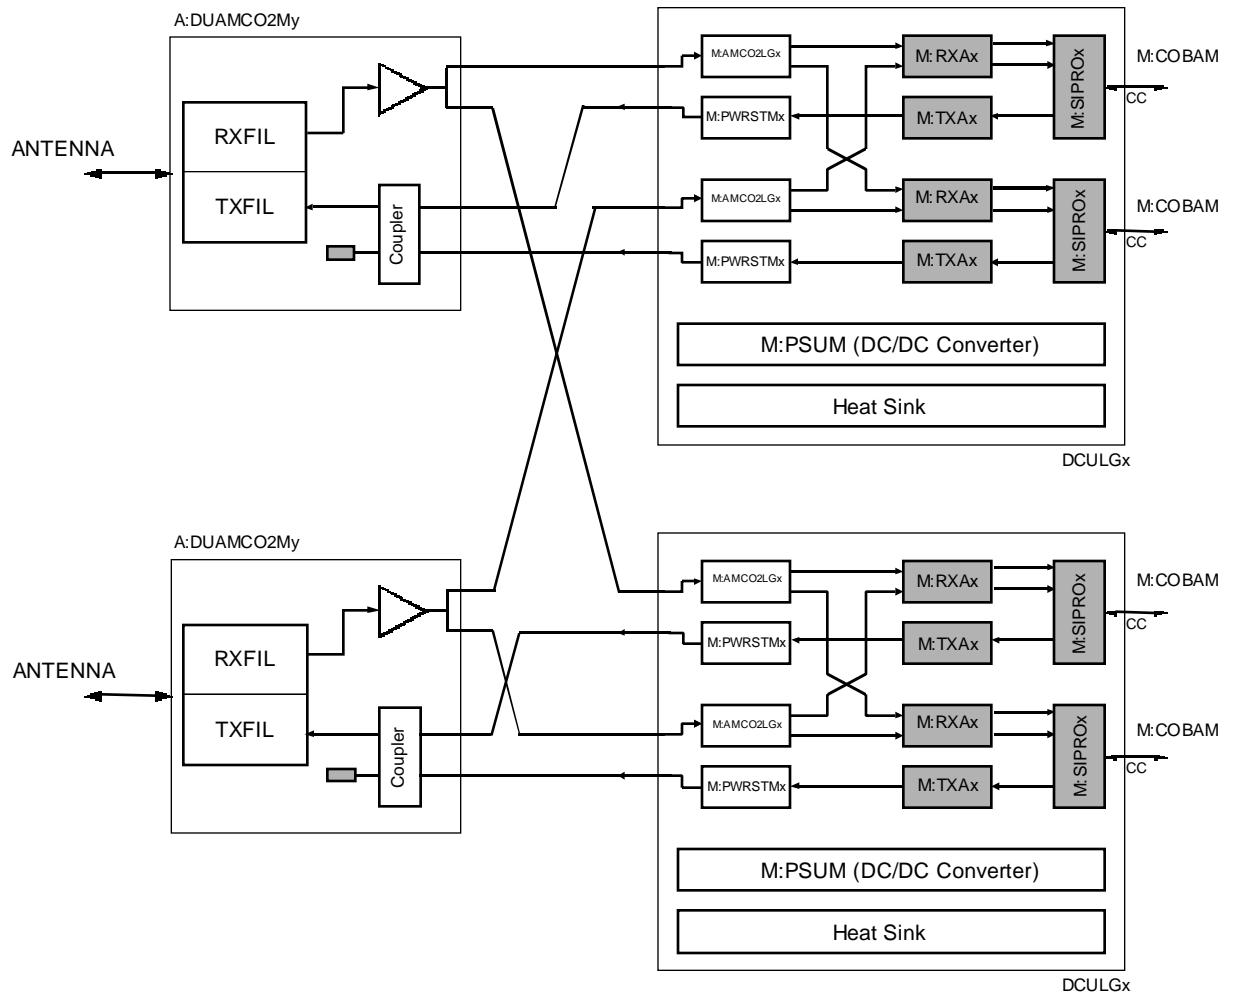 A:DUAMCO2My
RXFIL
TXFIL
Coupler
ANTENNA
M:AMCO2LGx
M:RXAx
M:SIPROx
M:COBAM
CC
M:PWRSTMx
M:TXAx
M:AMCO2LGx
M:RXAx
M:SIPROx
M:COBAM
CC
M:PWRSTMx
M:TXAx
M:PSUM (DC/DC Converter)
Heat Sink
DCULGx
A:DUAMCO2My
RXFIL
TXFIL
Coupler
ANTENNA
M:AMCO2LGx
M:RXAx
M:SIPROx
M:COBAM
CC
M:PWRSTMx
M:TXAx
M:AMCO2LGx
M:RXAx
M:SIPROx
M:COBAM
CC
M:PWRSTMx
M:TXAx
M:PSUM (DC/DC Converter)
Heat Sink
DCULGx